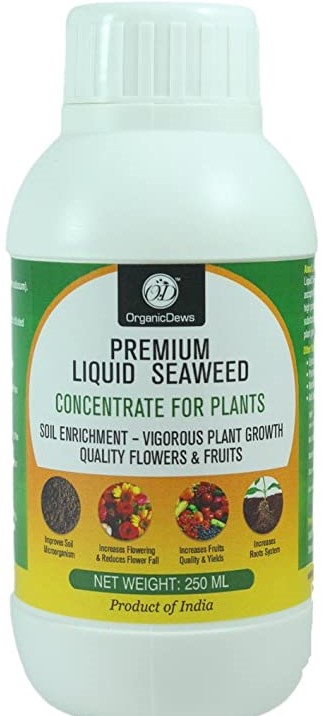 OD™
OrganicDews
PREMIUM
LIQUID SEAWEED
CONCENTRATE FOR PLANTS
SOIL ENRICHMENT – VIGOROUS PLANT GROWTH
QUALITY FLOWERS & FRUITS
Improves Soil
Microorganism
Increases Flowering
& Reduces Flower Fall
Increases Fruits
Quality & Yields
Increases
Roots System
NET WEIGHT: 250 ML
Product of India